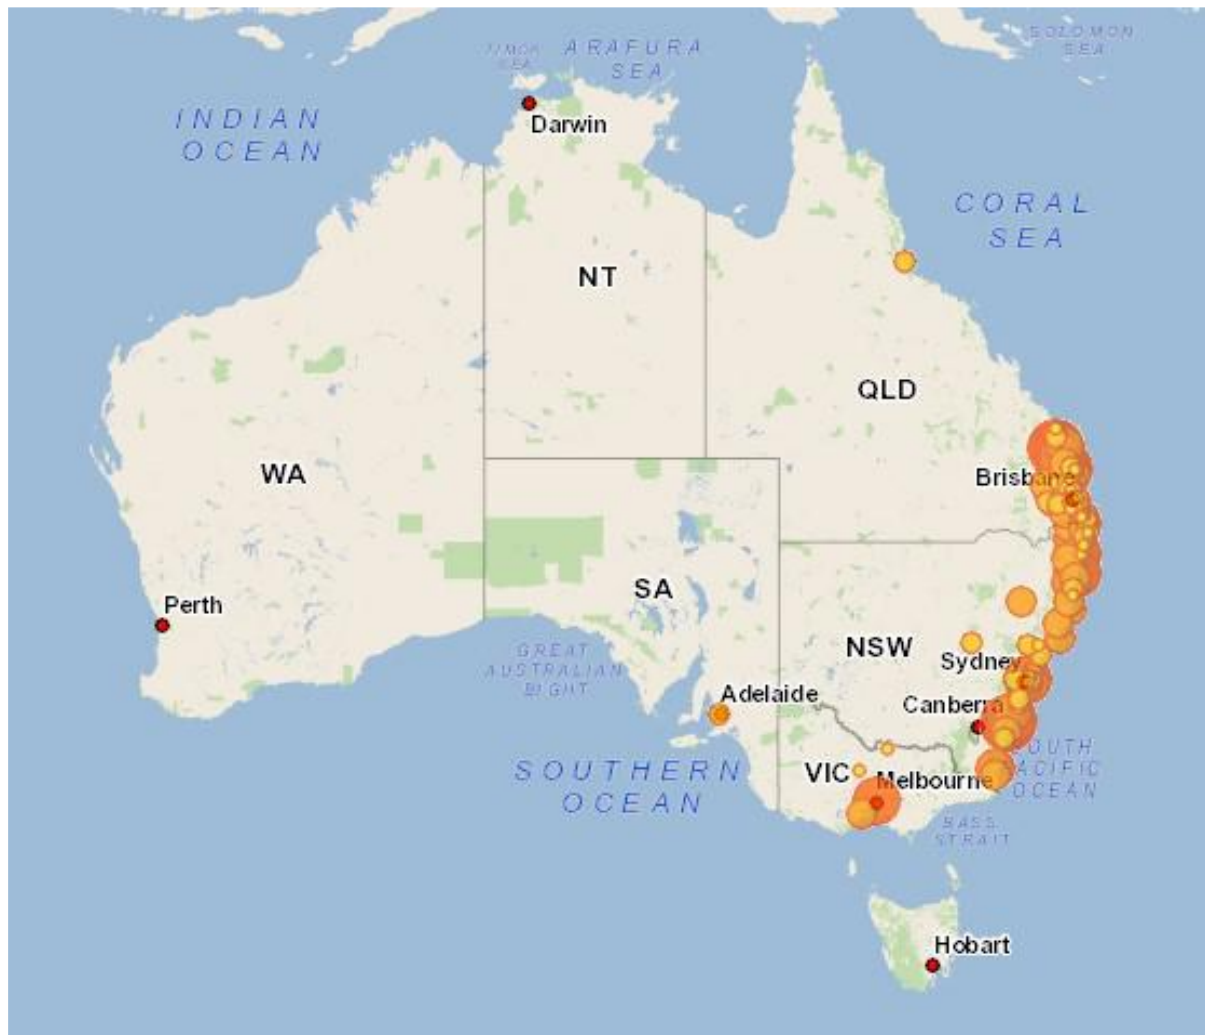 SOLOMON
SEA
TIMOR
SEA
ARAFURA
SEA
INDIAN
OCEAN
Darwin
CORAL
SEA
NT
QLD
WA
Brisbane
SA
Perth
NSW
GREAT
AUSTRALIAN
BIGHT
Sydney
Adelaide
Canberra
SOUTH
PACIFIC
OCEAN
SOUTHERN
OCEAN
VIC
Melbourne
BASS
STRAIT
Hobart